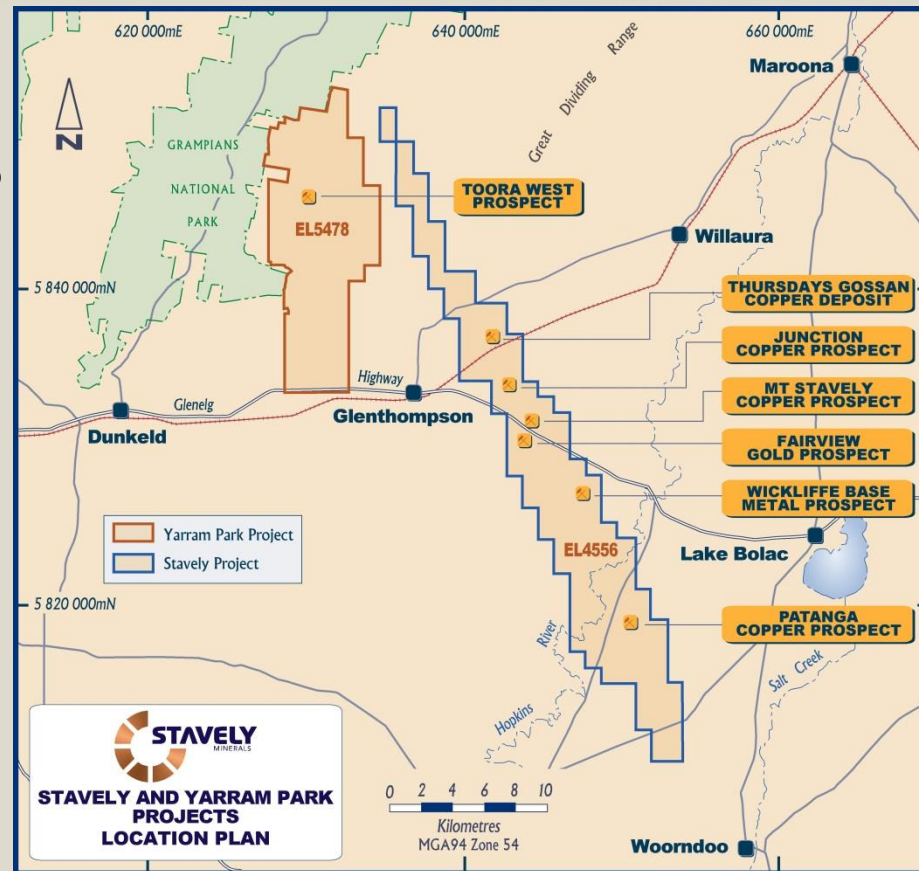 620 000mE
640 000mE
660 000mE
Maroona
N
GRAMPIANS
NATIONAL
PARK
Great Dividing Range
TOORA WEST
PROSPECT
EL5478
Willaura
5 840 000mN
THURSDAYS GOSSAN
COPPER DEPOSIT
JUNCTION
COPPER PROSPECT
Highway
Glenelg
Glenthompson
Dunkeld
MT STAVELY
COPPER PROSPECT
FAIRVIEW
GOLD PROSPECT
WICKLIFFE BASE
METAL PROSPECT
Yarram Park Project
Stavely Project
EL4556
Lake Bolac
5 820 000mN
PATANGA
COPPER PROSPECT
River
Hopkins
Salt Creek
STAVELY
MINERALS
STAVELY AND YARRAM PARK
PROJECTS
LOCATION PLAN
0 2 4 6 8 10
Kilometres
MGA94 Zone 54
Woorndoo